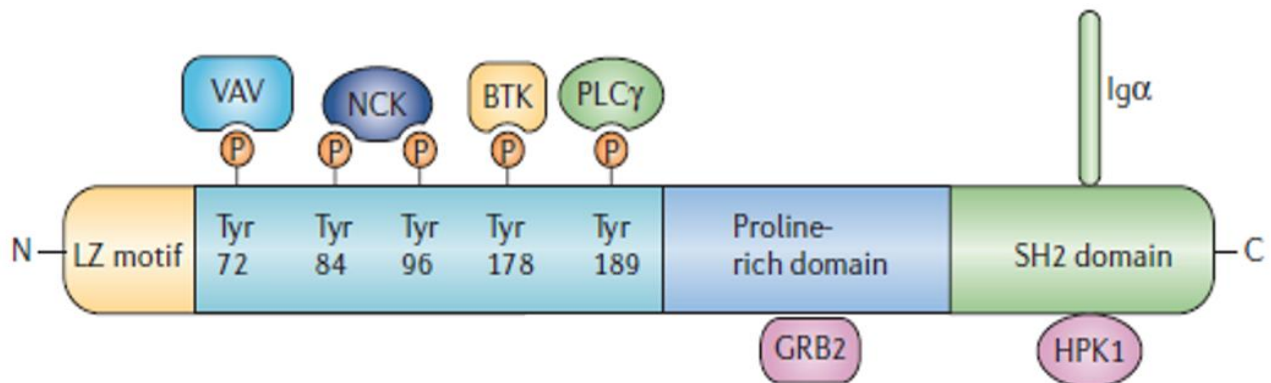 VAV
NCK
BTK
PLCγ
Igα
P
P
P
P
P
N
LZ motif
Tyr
72
Tyr
84
Tyr
96
Tyr
178
Tyr
189
Proline-
rich domain
SH2 domain
C
GRB2
HPK1